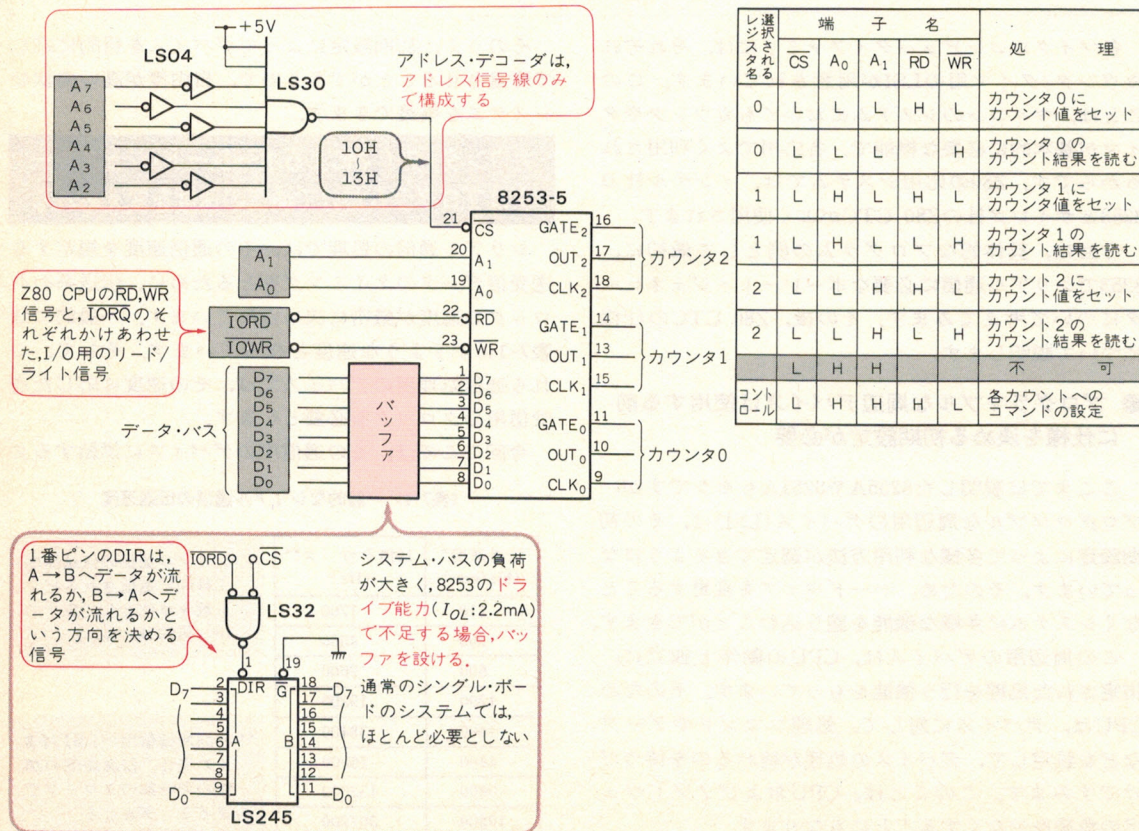 +5V
LS04
LS30
A7
A6
A5
A4
A3
A2
アドレス・デコーダは,
アドレス信号線のみ
で構成する
10H
〜
13H
8253-5
21
CS
20
A1
19
A0
22
RD
23
WR
1
D7
2
D6
3
D5
4
D4
5
D3
6
D2
7
D1
8
D0
GATE2
16
OUT2
17
CLK2
18
カウンタ2
GATE1
14
OUT1
13
CLK1
15
カウンタ1
GATE0
11
OUT0
10
CLK0
9
カウンタ0
A1
A0
IORD
IOWR
Z80 CPUのRD,WR
信号と,IORQのそ
れぞれかけあわせ
た,I/O用のリード/
ライト信号
データ・バス
D7
D6
D5
D4
D3
D2
D1
D0
バッファ
1番ピンのDIRは,
A→Bへデータが流
れるか,B→Aへデ
ータが流れるかと
いう方向を決める
信号
IORD CS
LS32
1
19
DIR
G
D7
2
3
4
5
6
7
8
9
D0
A
B
18
17
16
15
14
13
12
11
D7
D0
LS245
システム・バスの負荷
が大きく,8253のドラ
イブ能力(IOL:2.2mA)
で不足する場合,バッ
ファを設ける.
通常のシングル・ボー
ドのシステムでは,
ほとんど必要としない
選択されるレジスタ名
端 子 名
処 理
CS A0 A1 RD WR
0 L L L H L カウンタ0にカウント値をセット
0 L L L L H カウンタ0のカウント結果を読む
1 L H L H L カウンタ1にカウンタ値をセット
1 L H L L H カウンタ1のカウント結果を読む
2 L L H H L カウント2にカウント値をセット
2 L L H L H カウンタ2のカウント結果を読む
L H H 不 可
コントロール L H H H L 各カウンタへのコマンドの設定